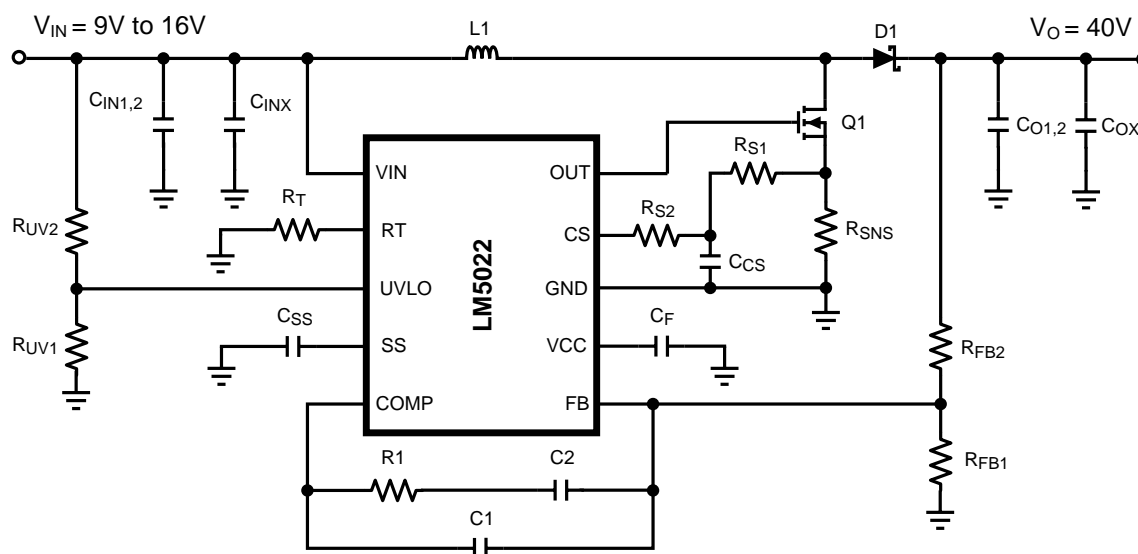 V_IN = 9V to 16V
L1
D1
V_O = 40V
C_IN1,2
C_INX
Q1
C_O1,2
C_OX
VIN
OUT
R_S1
R_T
R_S2
R_UV2
RT
CS
R_SNS
C_CS
UVLO
GND
LM5022
C_SS
C_F
R_UV1
SS
VCC
R_FB2
COMP
FB
R1
C2
R_FB1
C1